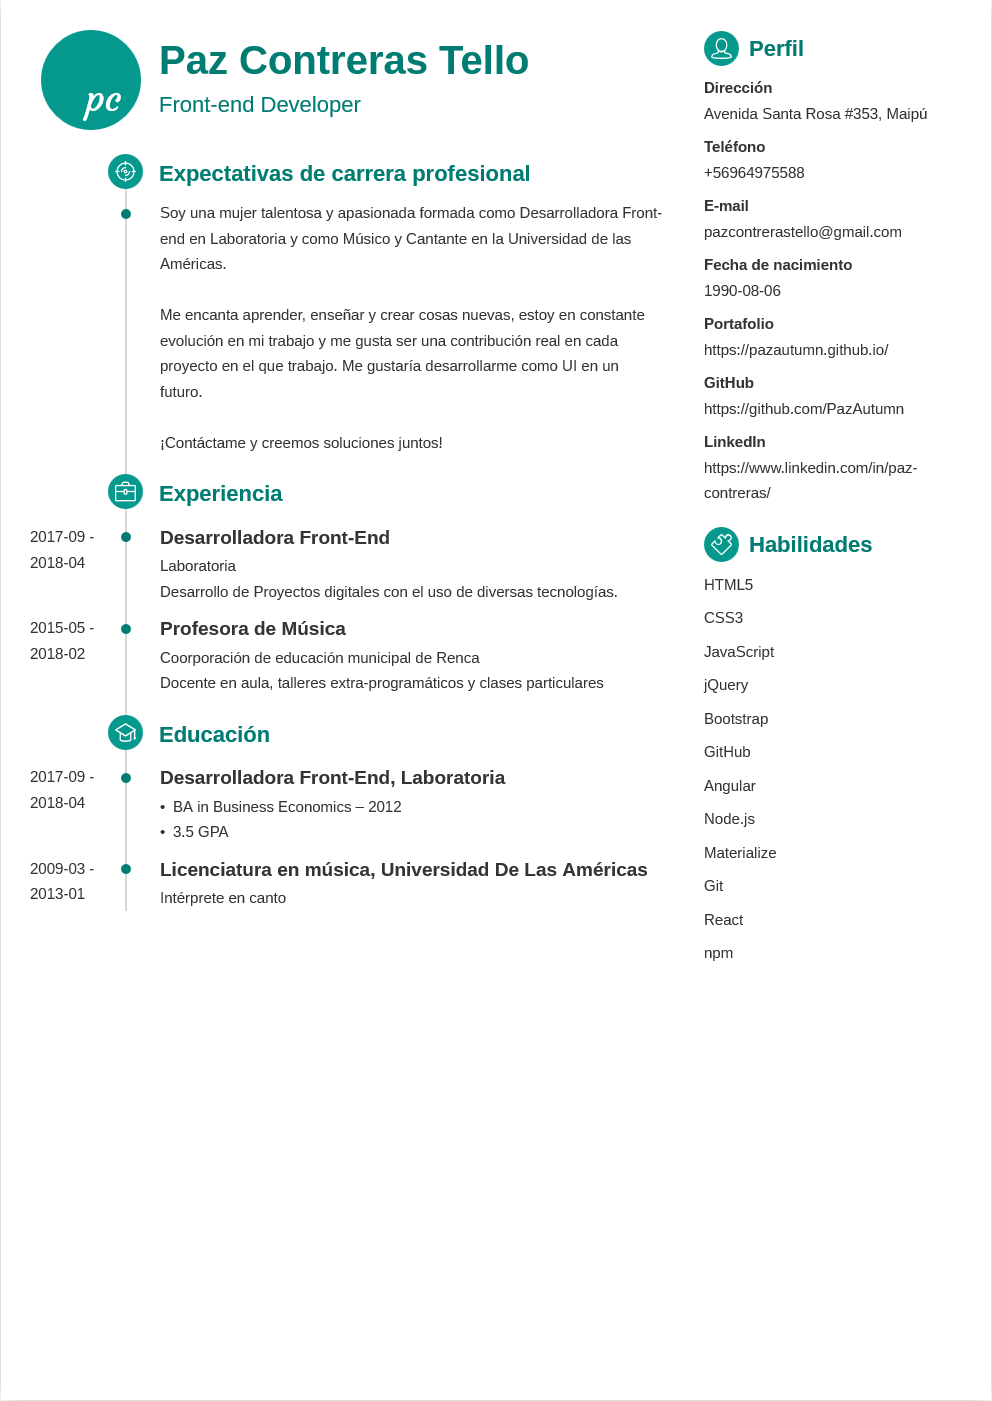 pc
Paz Contreras Tello
Front-end Developer
Expectativas de carrera profesional
Soy una mujer talentosa y apasionada formada como Desarrolladora Front-
end en Laboratoria y como Músico y Cantante en la Universidad de las
Américas.
Me encanta aprender, enseñar y crear cosas nuevas, estoy en constante
evolución en mi trabajo y me gusta ser una contribución real en cada
proyecto en el que trabajo. Me gustaría desarrollarme como UI en un
futuro.
¡Contáctame y creemos soluciones juntos!
Experiencia
2017-09 -
2018-04
Desarrolladora Front-End
Laboratoria
Desarrollo de Proyectos digitales con el uso de diversas tecnologías.
2015-05 -
2018-02
Profesora de Música
Coorporación de educación municipal de Renca
Docente en aula, talleres extra-programáticos y clases particulares
Educación
2017-09 -
2018-04
Desarrolladora Front-End, Laboratoria
• BA in Business Economics – 2012
• 3.5 GPA
2009-03 -
2013-01
Licenciatura en música, Universidad De Las Américas
Intérprete en canto
Perfil
Dirección
Avenida Santa Rosa #353, Maipú
Teléfono
+56964975588
E-mail
pazcontrerastello@gmail.com
Fecha de nacimiento
1990-08-06
Portafolio
https://pazautumn.github.io/
GitHub
https://github.com/PazAutumn
LinkedIn
https://www.linkedin.com/in/paz-
contreras/
Habilidades
HTML5
CSS3
JavaScript
jQuery
Bootstrap
GitHub
Angular
Node.js
Materialize
Git
React
npm